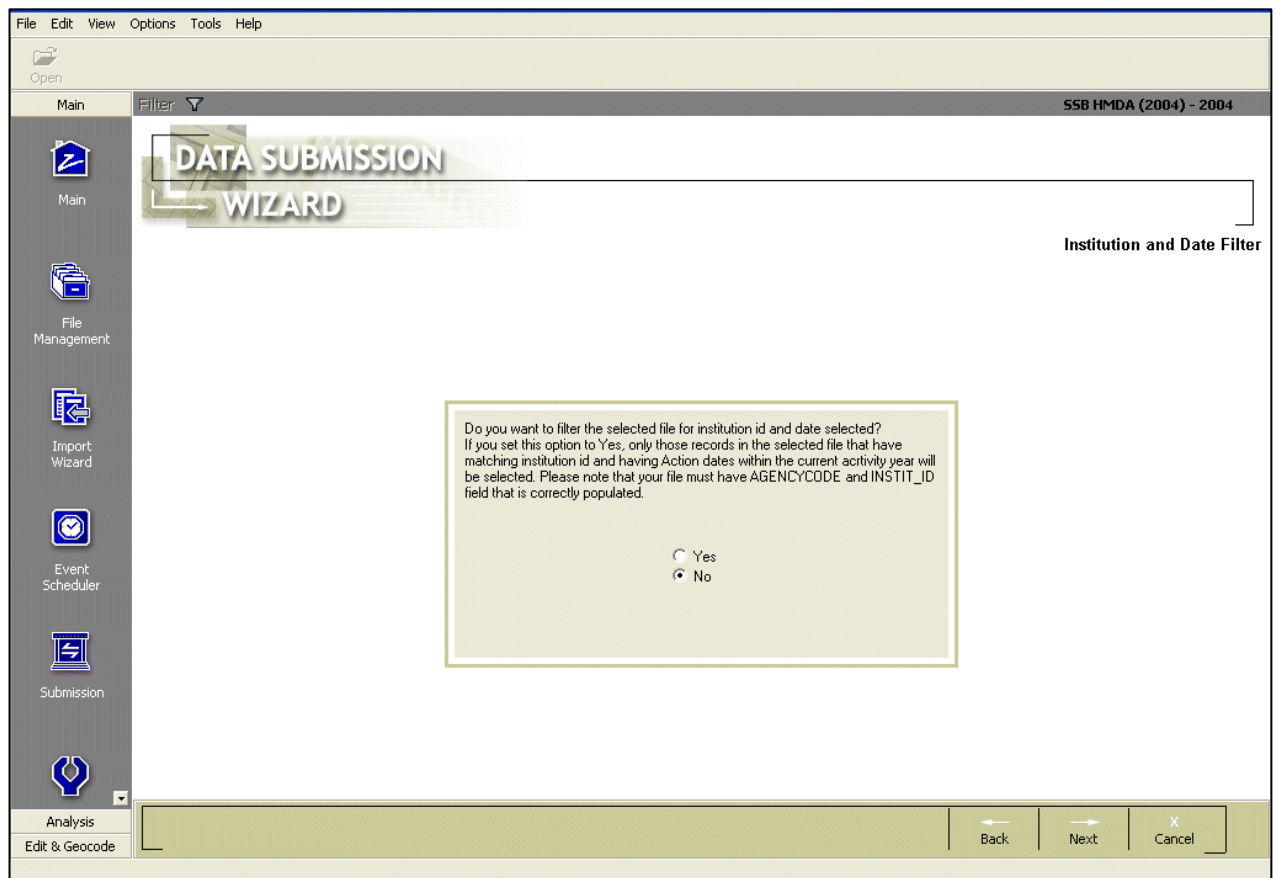 File Edit View Options Tools Help
Open
Main
Filter
SSB HMDA (2004) - 2004
DATA SUBMISSION
WIZARD
Institution and Date Filter
Main
File
Management
Import
Wizard
Event
Scheduler
Submission
Do you want to filter the selected file for institution id and date selected?
If you set this option to Yes, only those records in the selected file that have
matching institution id and having Action dates within the current acrtivity year will
be selected. Please note that your file must have AGENCYCODE and INSTIT_ID
field that is correctly populated.
Yes
No
Analysis
Edit & Geocode
Back
Next
X
Cancel